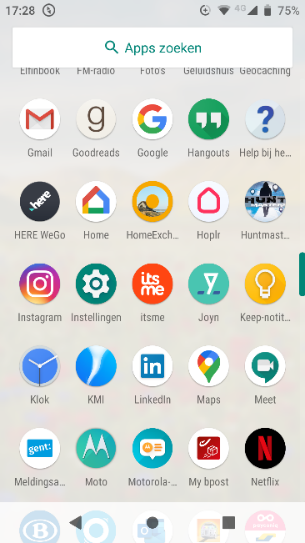 17:28 4G 75%
Apps zoeken
Elfinbook FM-radio Foto's Geluidshuis Geocaching
Gmail Goodreads Google Hangouts Help bij he...
here HUNT
HERE WeGo Home HomeExch... Hoplr Huntmast...
its me
Instagram Instellingen itsme Joyn Keep-notit...
in
Klok KMI LinkedIn Maps Meet
gent:
Meldingsa... Moto Motorola-... My bpost Netflix